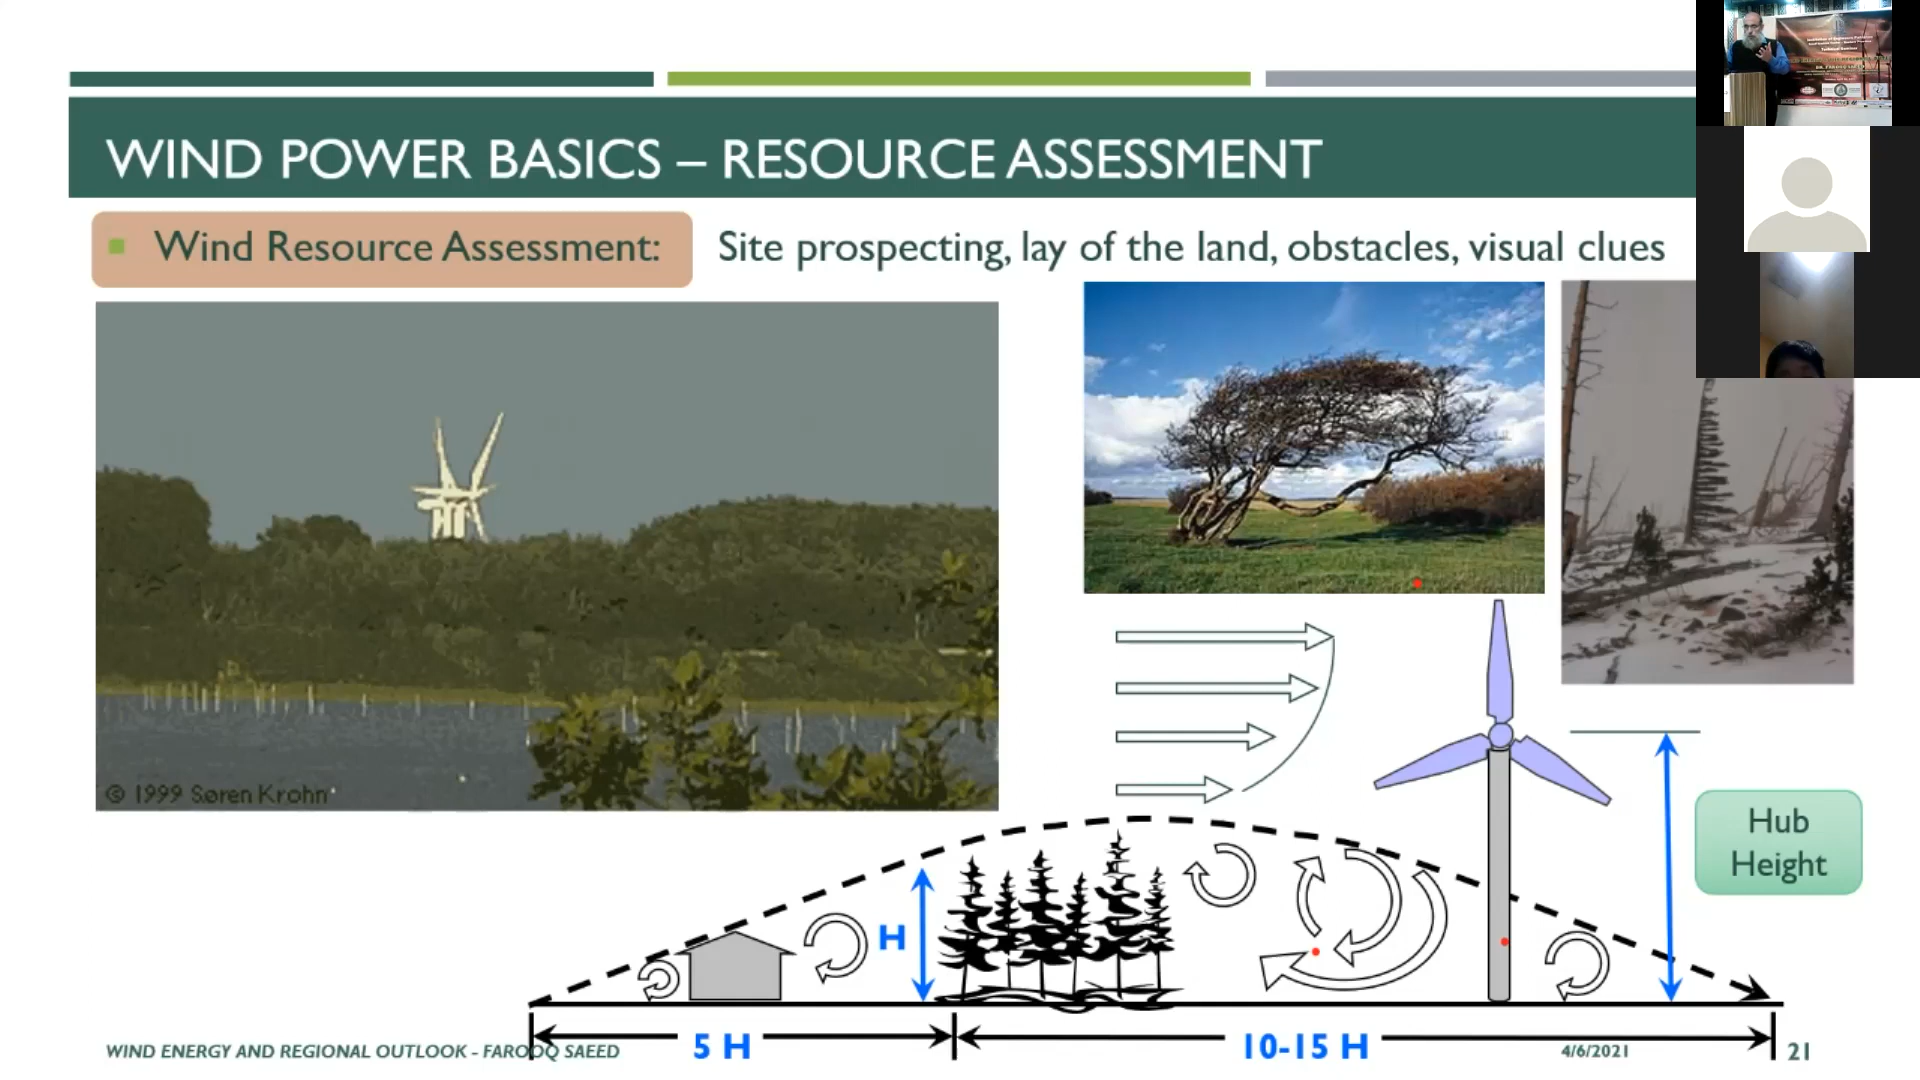 WIND POWER BASICS – RESOURCE ASSESSMENT
Wind Resource Assessment:
Site prospecting, lay of the land, obstacles, visual clues
© 1999 Søren Krohn
Hub
Height
H
5 H
10-15 H
WIND ENERGY AND REGIONAL OUTLOOK - FAROOQ SAEED
4/6/2021
21